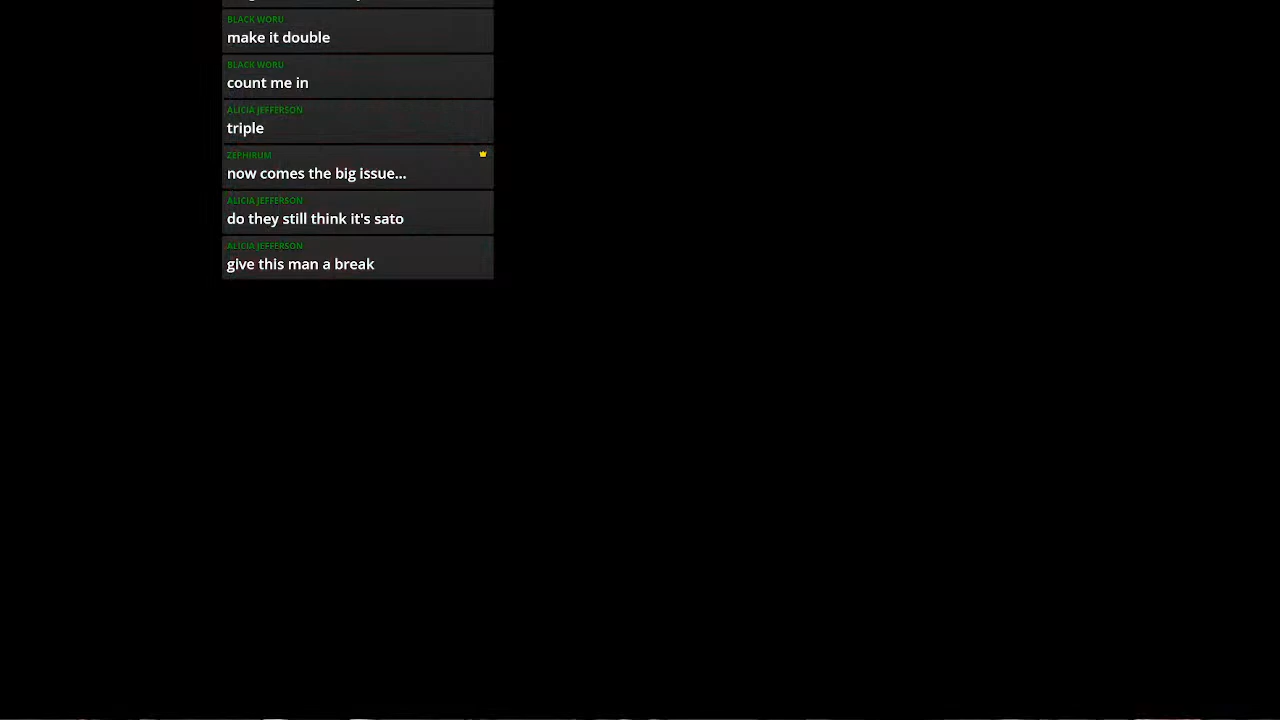 BLACK WORU
make it double
BLACK WORU
count me in
ALICIA JEFFERSON
triple
ZEPHIRUM
now comes the big issue...
ALICIA JEFFERSON
do they still think it's sato
ALICIA JEFFERSON
give this man a break